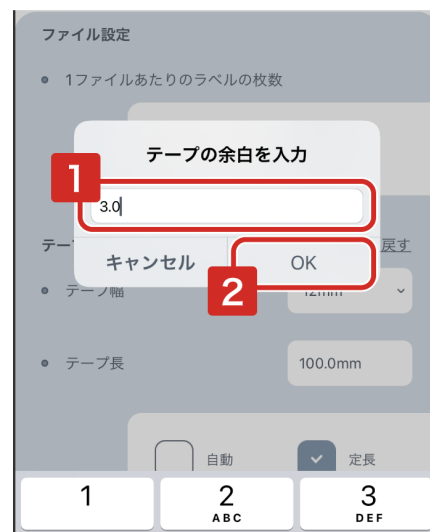 ファイル設定
1ファイルあたりのラベルの枚数
テープの余白を入力
1
3.0
戻す
キャンセル
OK
2
テープ幅
12mm
テープ長
100.0mm
自動
定長
1
2
3
ABC
DEF